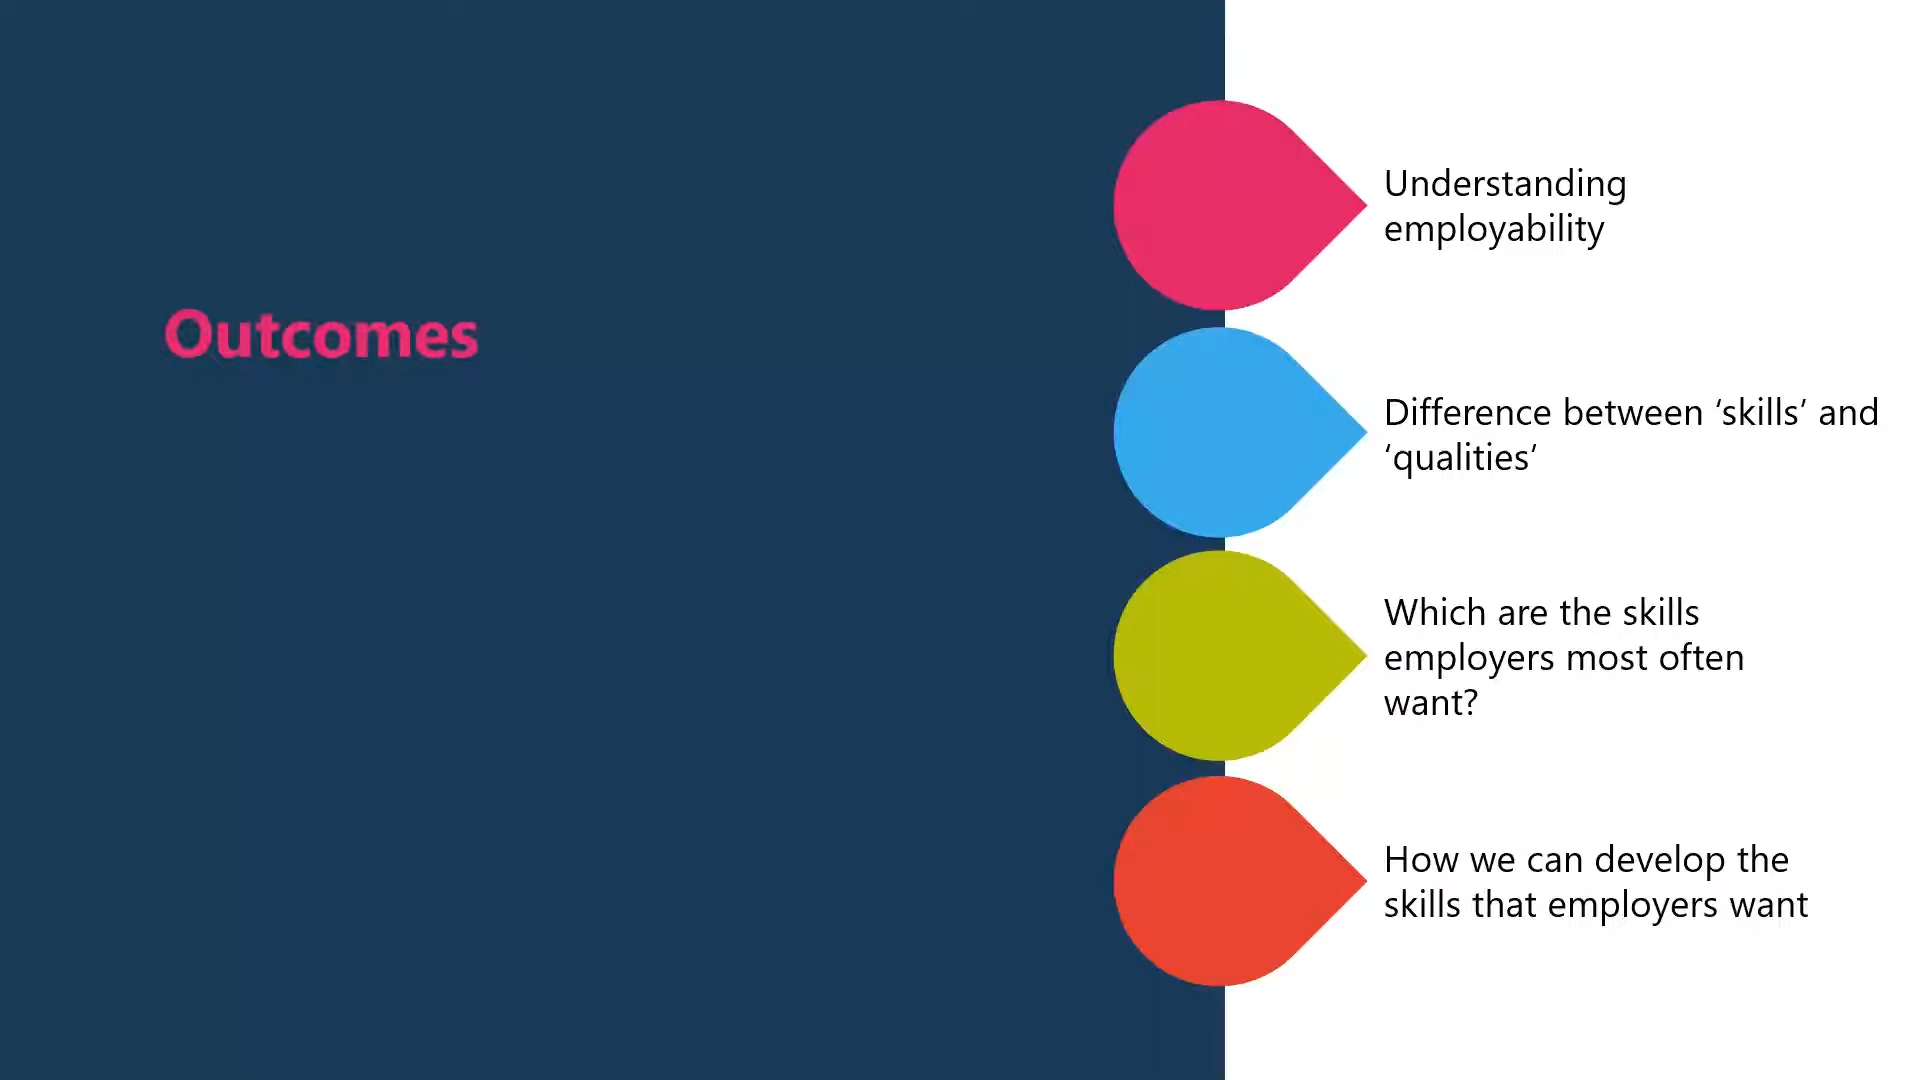 Outcomes
Understanding
employability
Difference between ‘skills’ and
‘qualities’
Which are the skills
employers most often
want?
How we can develop the
skills that employers want